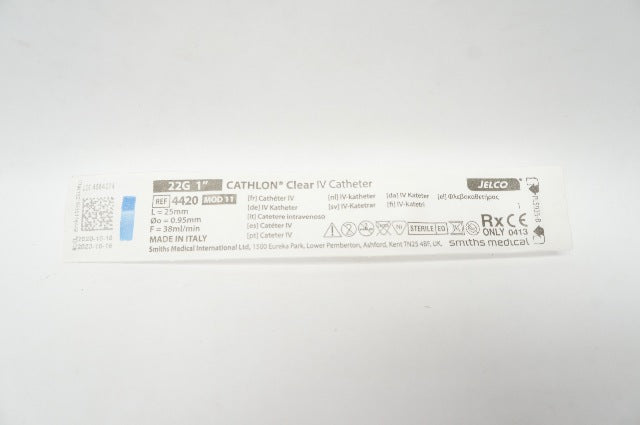 22G 1"
CATHLON® Clear IV Catheter
JELCO®
REF 4420 MOD 11
L = 25mm
Øo = 0.95mm
F = 38ml/min
MADE IN ITALY
[fr] Cathéter IV
[de] IV Katheter
[it] Catetere intravenoso
[es] Catéter IV
[pt] Cateter IV
[nl] IV-katheter
[sv] IV-Kateter
[da] IV Kateter
[fi] IV-katetri
[el] Φλεβοκαθετήρας
STERILE EO
Rx ONLY
CE 0413
smiths medical
Smiths Medical International Ltd, 1500 Eureka Park, Lower Pemberton, Ashford, Kent TN25 4BF, UK.
2023-10-16